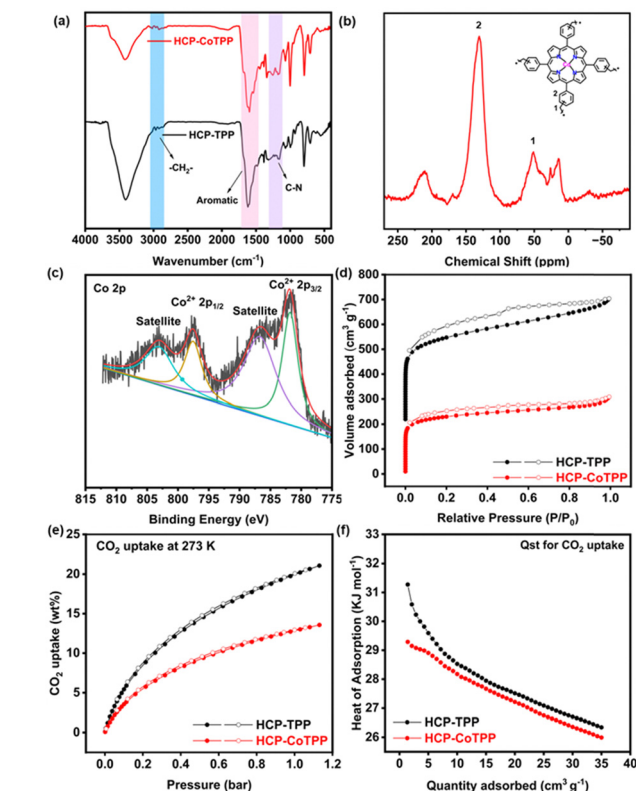 (a)
HCP-CoTPP
HCP-TPP
-CH2-
Aromatic
C-N
4000 3500 3000 2500 2000 1500 1000 500
Wavenumber (cm-1)
(b)
2
1
2
1
250 200 150 100 50 0 -50
Chemical Shift (ppm)
(c)
Co 2p
Satellite
Co2+ 2p1/2
Satellite
Co2+ 2p3/2
815 810 805 800 795 790 785 780 775
Binding Energy (eV)
(d)
Volume adsorbed (cm3 g-1)
800
700
600
500
400
300
200
100
0
HCP-TPP
HCP-CoTPP
0.0 0.2 0.4 0.6 0.8 1.0
Relative Pressure (P/P0)
(e)
CO2 uptake at 273 K
CO2 uptake (wt%)
25
20
15
10
5
0
HCP-TPP
HCP-CoTPP
0.0 0.2 0.4 0.6 0.8 1.0 1.2
Pressure (bar)
(f)
Qst for CO2 uptake
Heat of Adsorption (KJ mol-1)
33
32
31
30
29
28
27
26
HCP-TPP
HCP-CoTPP
0 5 10 15 20 25 30 35 40
Quantity adsorbed (cm3 g-1)